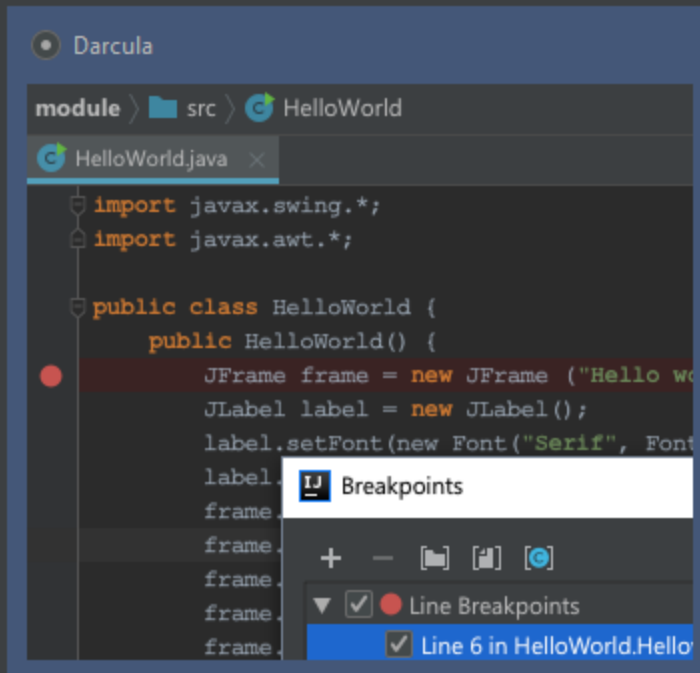 Darcula
module src HelloWorld
HelloWorld.java
import javax.swing.*;
import javax.awt.*;
public class HelloWorld {
public HelloWorld() {
JFrame frame = new JFrame ("Hello
JLabel label = new JLabel();
label.setFont(new Font("Serif", Font
label.
frame.
frame.
frame.
frame.
frame.
IJ Breakpoints
Line Breakpoints
Line 6 in HelloWorld.Hello